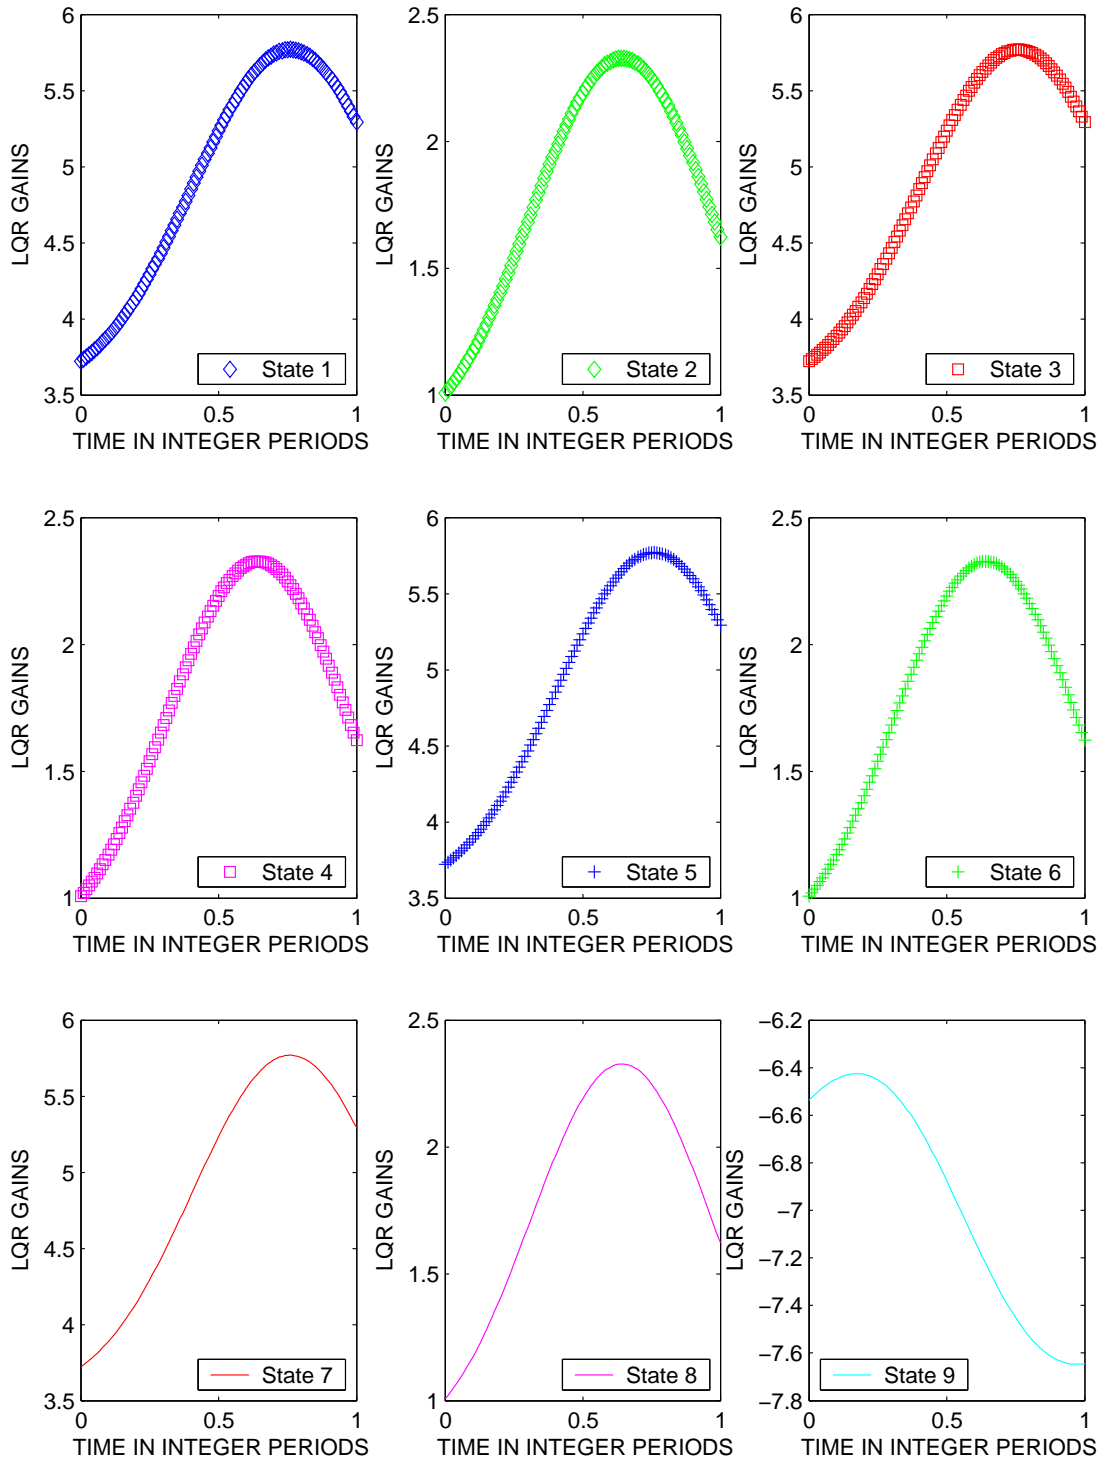 6
5.5
5
4.5
4
3.5
0 0.5 1
LQR GAINS
TIME IN INTEGER PERIODS
State 1
2.5
2
1.5
1
0 0.5 1
LQR GAINS
TIME IN INTEGER PERIODS
State 2
6
5.5
5
4.5
4
3.5
0 0.5 1
LQR GAINS
TIME IN INTEGER PERIODS
State 3
2.5
2
1.5
1
0 0.5 1
LQR GAINS
TIME IN INTEGER PERIODS
State 4
6
5.5
5
4.5
4
3.5
0 0.5 1
LQR GAINS
TIME IN INTEGER PERIODS
State 5
2.5
2
1.5
1
0 0.5 1
LQR GAINS
TIME IN INTEGER PERIODS
State 6
6
5.5
5
4.5
4
3.5
0 0.5 1
LQR GAINS
TIME IN INTEGER PERIODS
State 7
2.5
2
1.5
1
0 0.5 1
LQR GAINS
TIME IN INTEGER PERIODS
State 8
−6.2
−6.4
−6.6
−6.8
−7
−7.2
−7.4
−7.6
−7.8
0 0.5 1
LQR GAINS
TIME IN INTEGER PERIODS
State 9